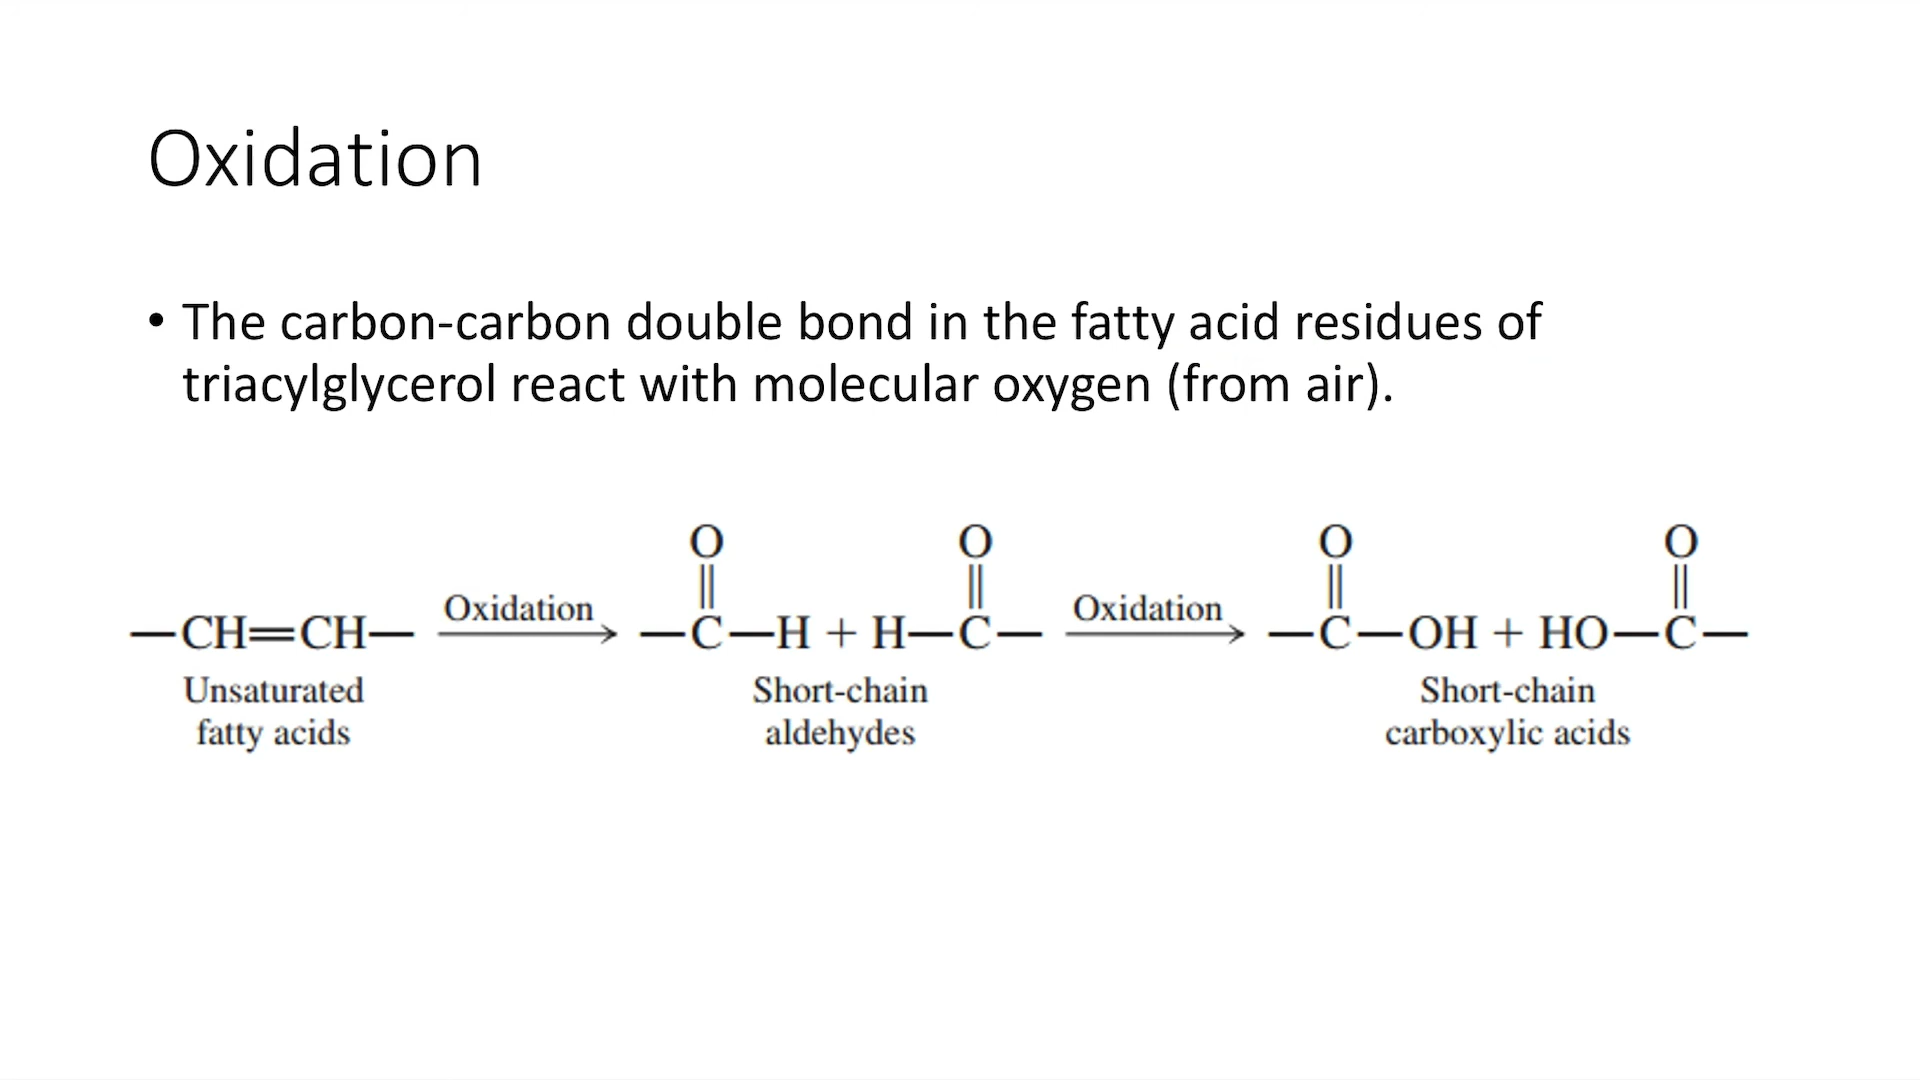 Oxidation
• The carbon-carbon double bond in the fatty acid residues of
triacylglycerol react with molecular oxygen (from air).
O O O O
|| || || ||
—CH=CH— Oxidation —C—H + H—C— Oxidation —C—OH + HO—C—
Unsaturated Short-chain Short-chain
fatty acids aldehydes carboxylic acids